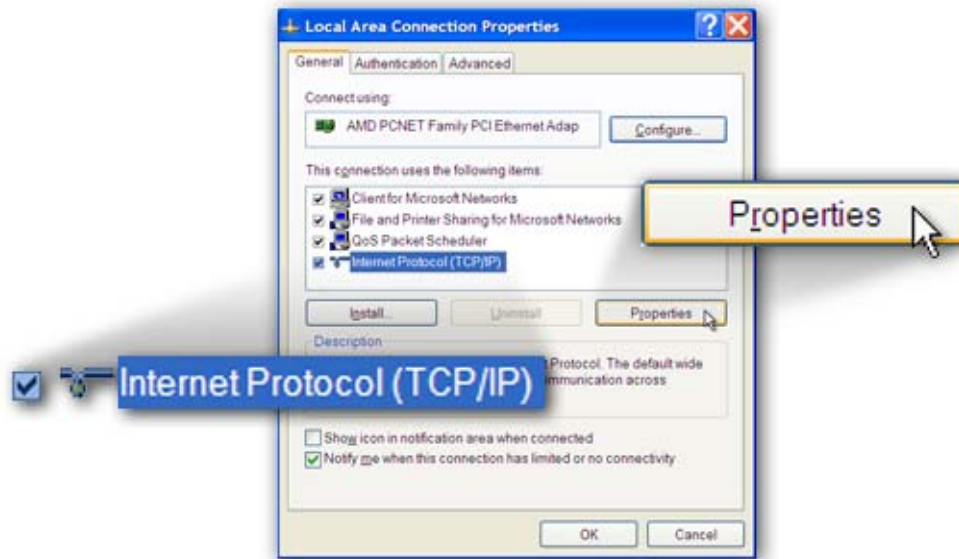 Local Area Connection Properties
General Authentication Advanced
Connect using:
AMD PCNET Family PCI Ethernet Adap
Configure...
This connection uses the following items:
Client for Microsoft Networks
File and Printer Sharing for Microsoft Networks
QoS Packet Scheduler
Internet Protocol (TCP/IP)
Properties
Install... Uninstall Properties
Description
Protocol. The default wide
Internet Protocol (TCP/IP)
communication across
Show icon in notification area when connected
Notify me when this connection has limited or no connectivity
OK Cancel